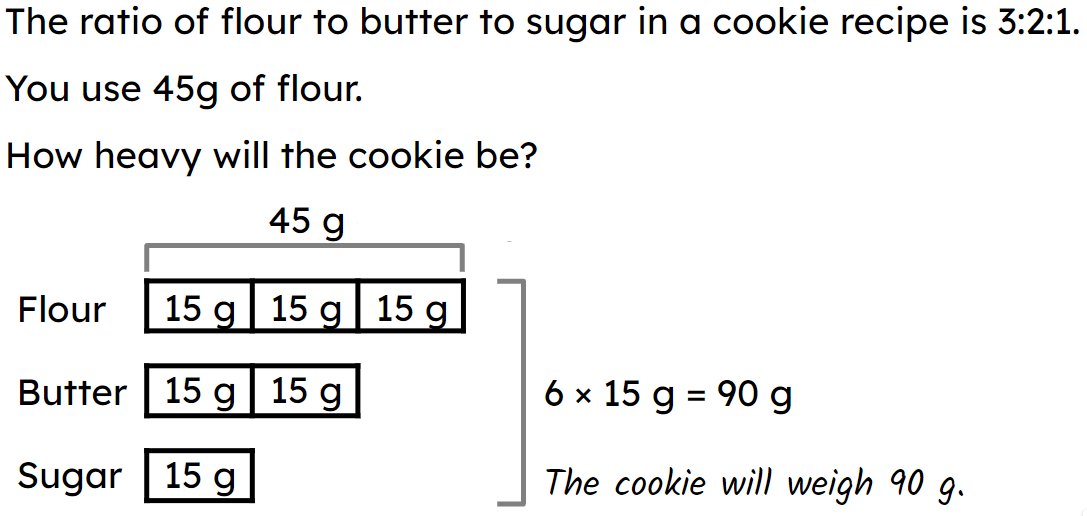 The ratio of flour to butter to sugar in a cookie recipe is 3:2:1.
You use 45g of flour.
How heavy will the cookie be?
45 g
Flour 15 g 15 g 15 g
Butter 15 g 15 g
6 × 15 g = 90 g
Sugar 15 g
The cookie will weigh 90 g.